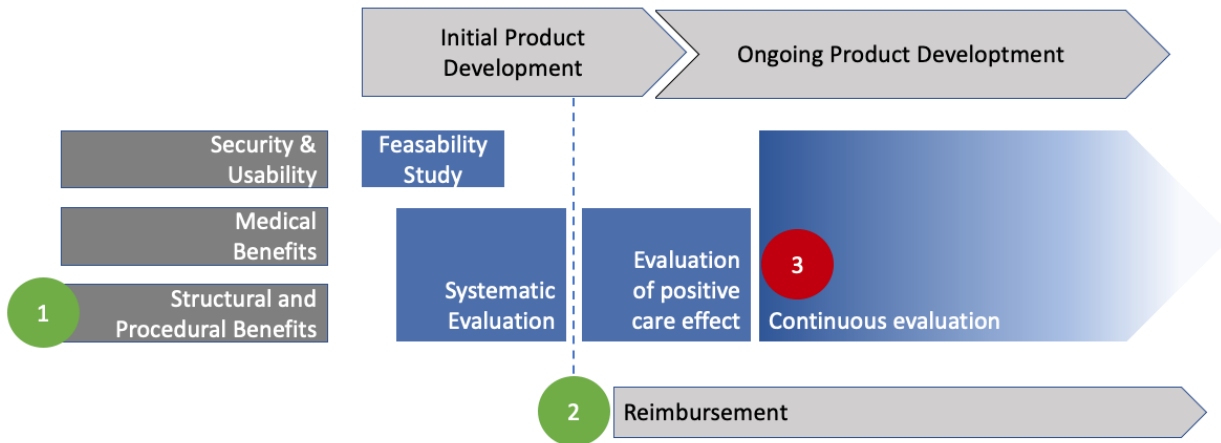 Initial Product
Development
Ongoing Product Developtment
Security &
Usability
Feasability
Study
Medical
Benefits
1
Structural and
Procedural Benefits
Systematic
Evaluation
Evaluation
of positive
care effect
3
Continuous evaluation
2
Reimbursement